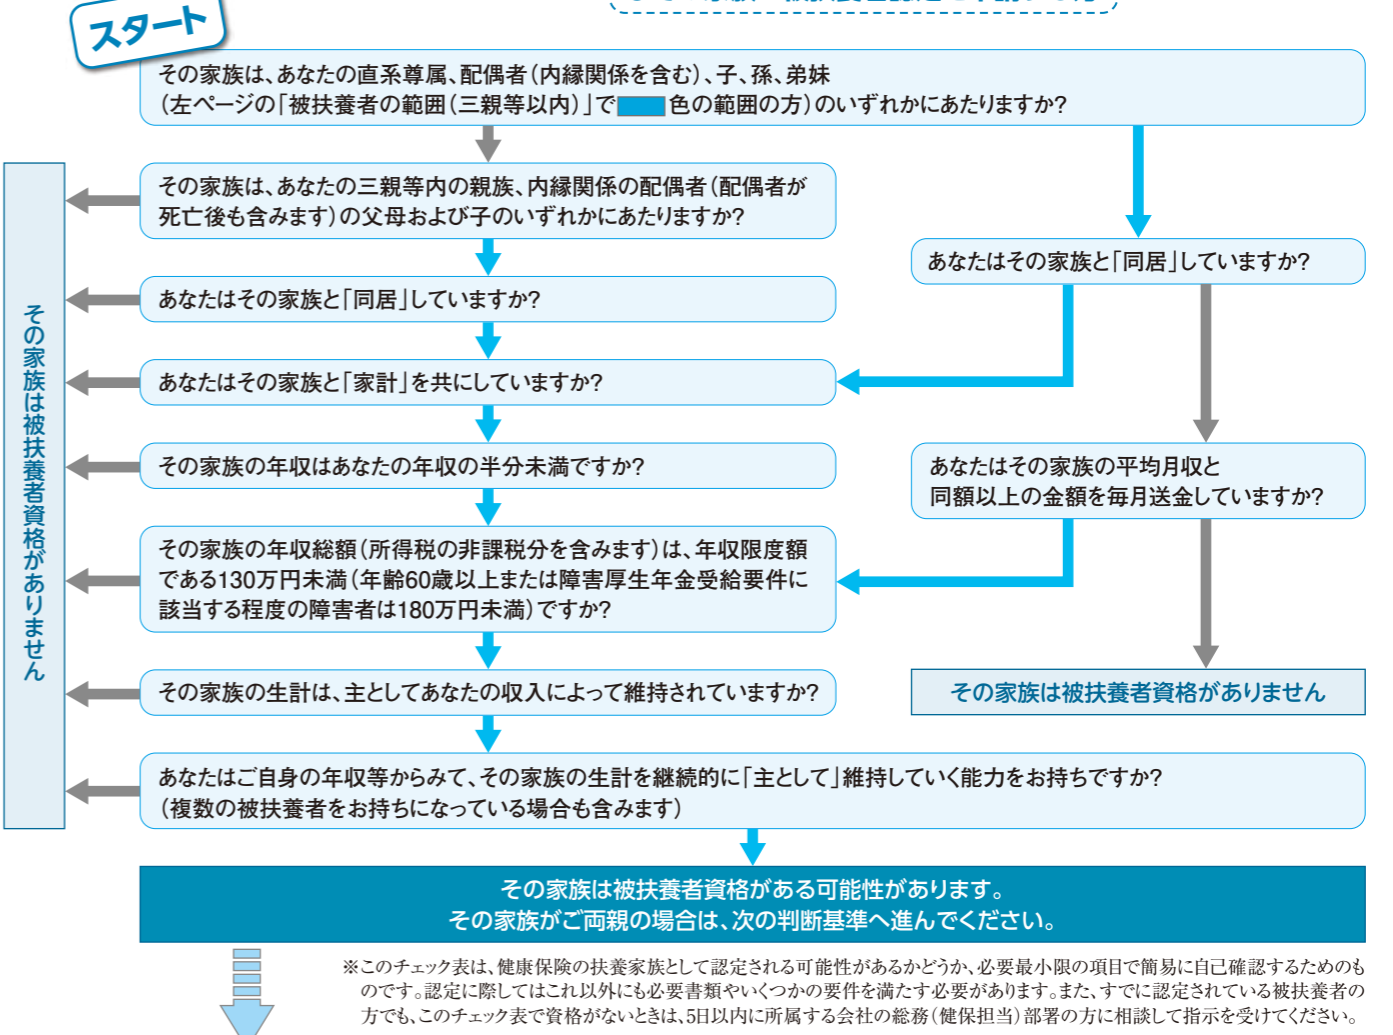 スタート
その家族は、あなたの直系尊属、配偶者(内縁関係を含む)、子、孫、弟妹
(左ページの「被扶養者の範囲(三親等以内)」で 色の範囲の方)のいずれかにあたりますか?
その家族は、あなたの三親等内の親族、内縁関係の配偶者(配偶者が
死亡後も含みます)の父母および子のいずれかにあたりますか?
あなたはその家族と「同居」していますか?
あなたはその家族と「同居」していますか?
あなたはその家族と「家計」を共にしていますか?
その家族の年収はあなたの年収の半分未満ですか?
あなたはその家族の平均月収と
同額以上の金額を毎月送金していますか?
その家族の年収総額(所得税の非課税分を含みます)は、年収限度額
である130万円未満(年齢60歳以上または障害厚生年金受給要件に
該当する程度の障害者は180万円未満)ですか?
その家族の生計は、主としてあなたの収入によって維持されていますか?
その家族は被扶養者資格がありません
その家族は被扶養者資格がありません
あなたはご自身の年収等からみて、その家族の生計を継続的に「主として」維持していく能力をお持ちですか?
(複数の被扶養者をお持ちになっている場合も含みます)
その家族は被扶養者資格がある可能性があります。
その家族がご両親の場合は、次の判断基準へ進んでください。
※このチェック表は、健康保険の扶養家族として認定される可能性があるかどうか、必要最小限の項目で簡易に自己確認するためのも
のです。認定に際してはこれ以外にも必要書類やいくつかの要件を満たす必要があります。また、すでに認定されている被扶養者の
方でも、このチェック表で資格がないときは、5日以内に所属する会社の総務(健保担当)部署の方に相談して指示を受けてください。